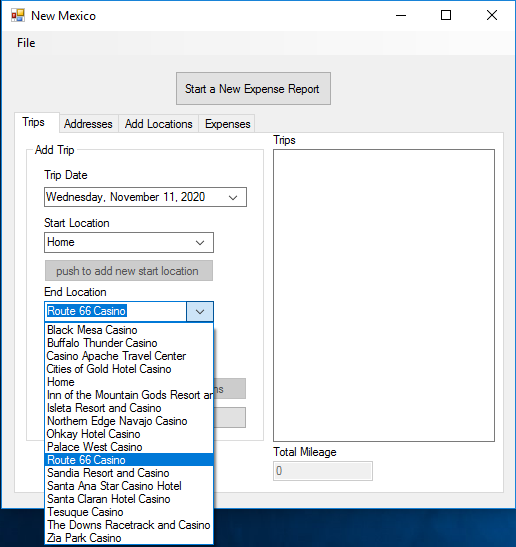 New Mexico
File
Start a New Expense Report
Trips
Addresses
Add Locations
Expenses
Add Trip
Trip Date
Wednesday, November 11, 2020
Start Location
Home
push to add new start location
End Location
Route 66 Casino
Black Mesa Casino
Buffalo Thunder Casino
Casino Apache Travel Center
Cities of Gold Hotel Casino
Home
Inn of the Mountain Gods Resort
Isleta Resort and Casino
Northern Edge Navajo Casino
Ohkay Hotel Casino
Palace West Casino
Route 66 Casino
Sandia Resort and Casino
Santa Ana Star Casino Hotel
Santa Claran Hotel Casino
Tesuque Casino
The Downs Racetrack and Casino
Zia Park Casino
Trips
Total Mileage
0